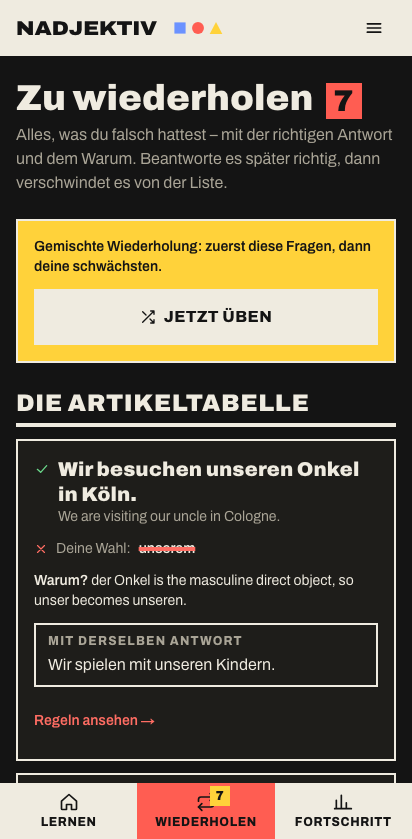 NADJEKTIV
Zu wiederholen 7
Alles, was du falsch hattest – mit der richtigen Antwort
und dem Warum. Beantworte es später richtig, dann
verschwindet es von der Liste.
Gemischte Wiederholung: zuerst diese Fragen, dann
deine schwächsten.
JETZT ÜBEN
DIE ARTIKELTABELLE
Wir besuchen unseren Onkel
in Köln.
We are visiting our uncle in Cologne.
Deine Wahl: unserem
Warum? der Onkel is the masculine direct object, so
unser becomes unseren.
MIT DERSELBEN ANTWORT
Wir spielen mit unseren Kindern.
Regeln ansehen →
7
LERNEN
WIEDERHOLEN
FORTSCHRITT